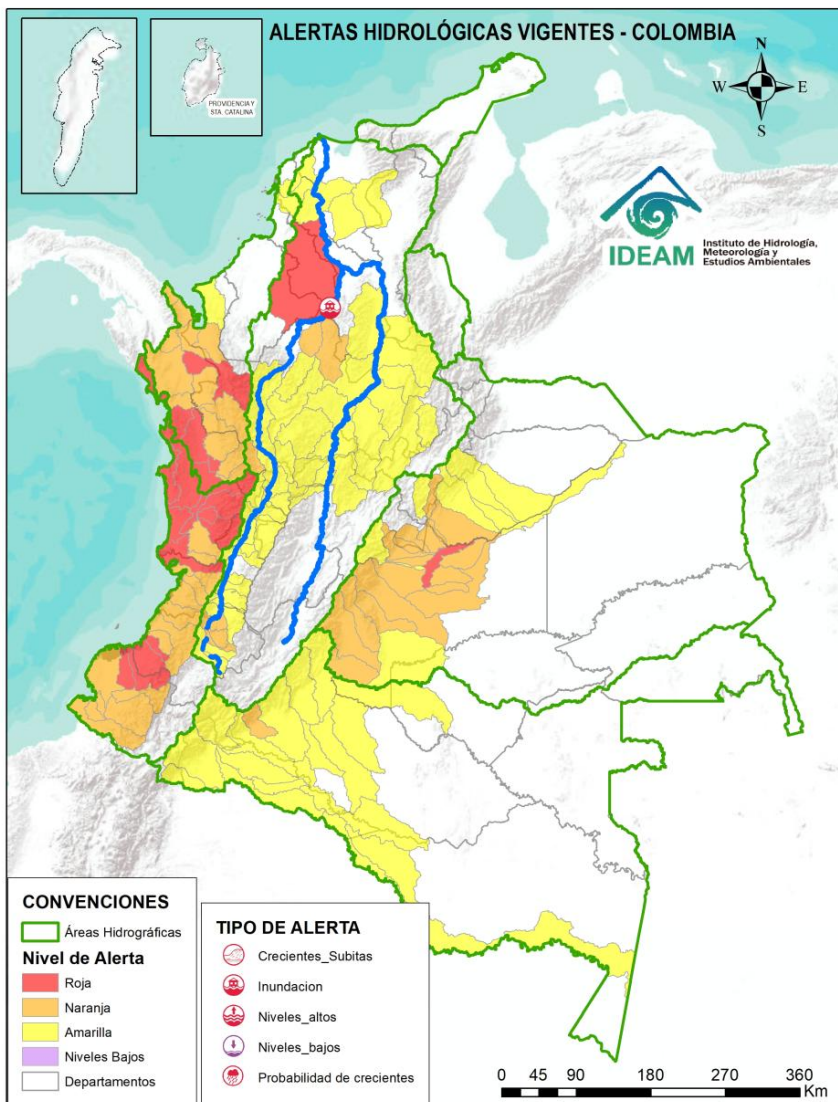 ALERTAS HIDROLÓGICAS VIGENTES - COLOMBIA
PROVIDENCIA Y
STA. CATALINA
N
W
E
S
IDEAM
Instituto de Hidrología,
Meteorología y
Estudios Ambientales
CONVENCIONES
Áreas Hidrográficas
Nivel de Alerta
Roja
Naranja
Amarilla
Niveles Bajos
Departamentos
TIPO DE ALERTA
Crecientes_Subitas
Inundacion
Niveles_altos
Niveles_bajos
Probabilidad de crecientes
0 45 90 180 270 360
Km